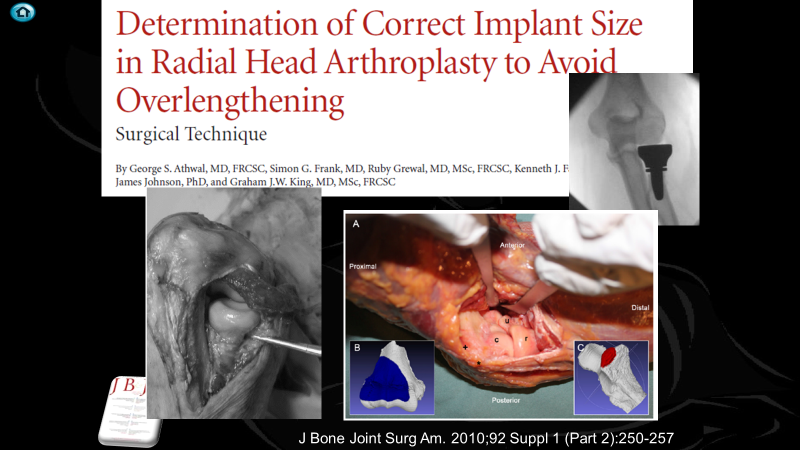 Determination of Correct Implant Size
in Radial Head Arthroplasty to Avoid
Overlengthening
Surgical Technique
By George S. Athwal, MD, FRCSC, Simon G. Frank, MD, Ruby Grewal, MD, MSc, FRCSC, Kenneth J.
James Johnson, PhD, and Graham J.W. King, MD, MSc, FRCSC
A
Anterior
Proximal
Distal
u
c
r
+
*
B
C
Posterior
J B J
J Bone Joint Surg Am. 2010;92 Suppl 1 (Part 2):250-257